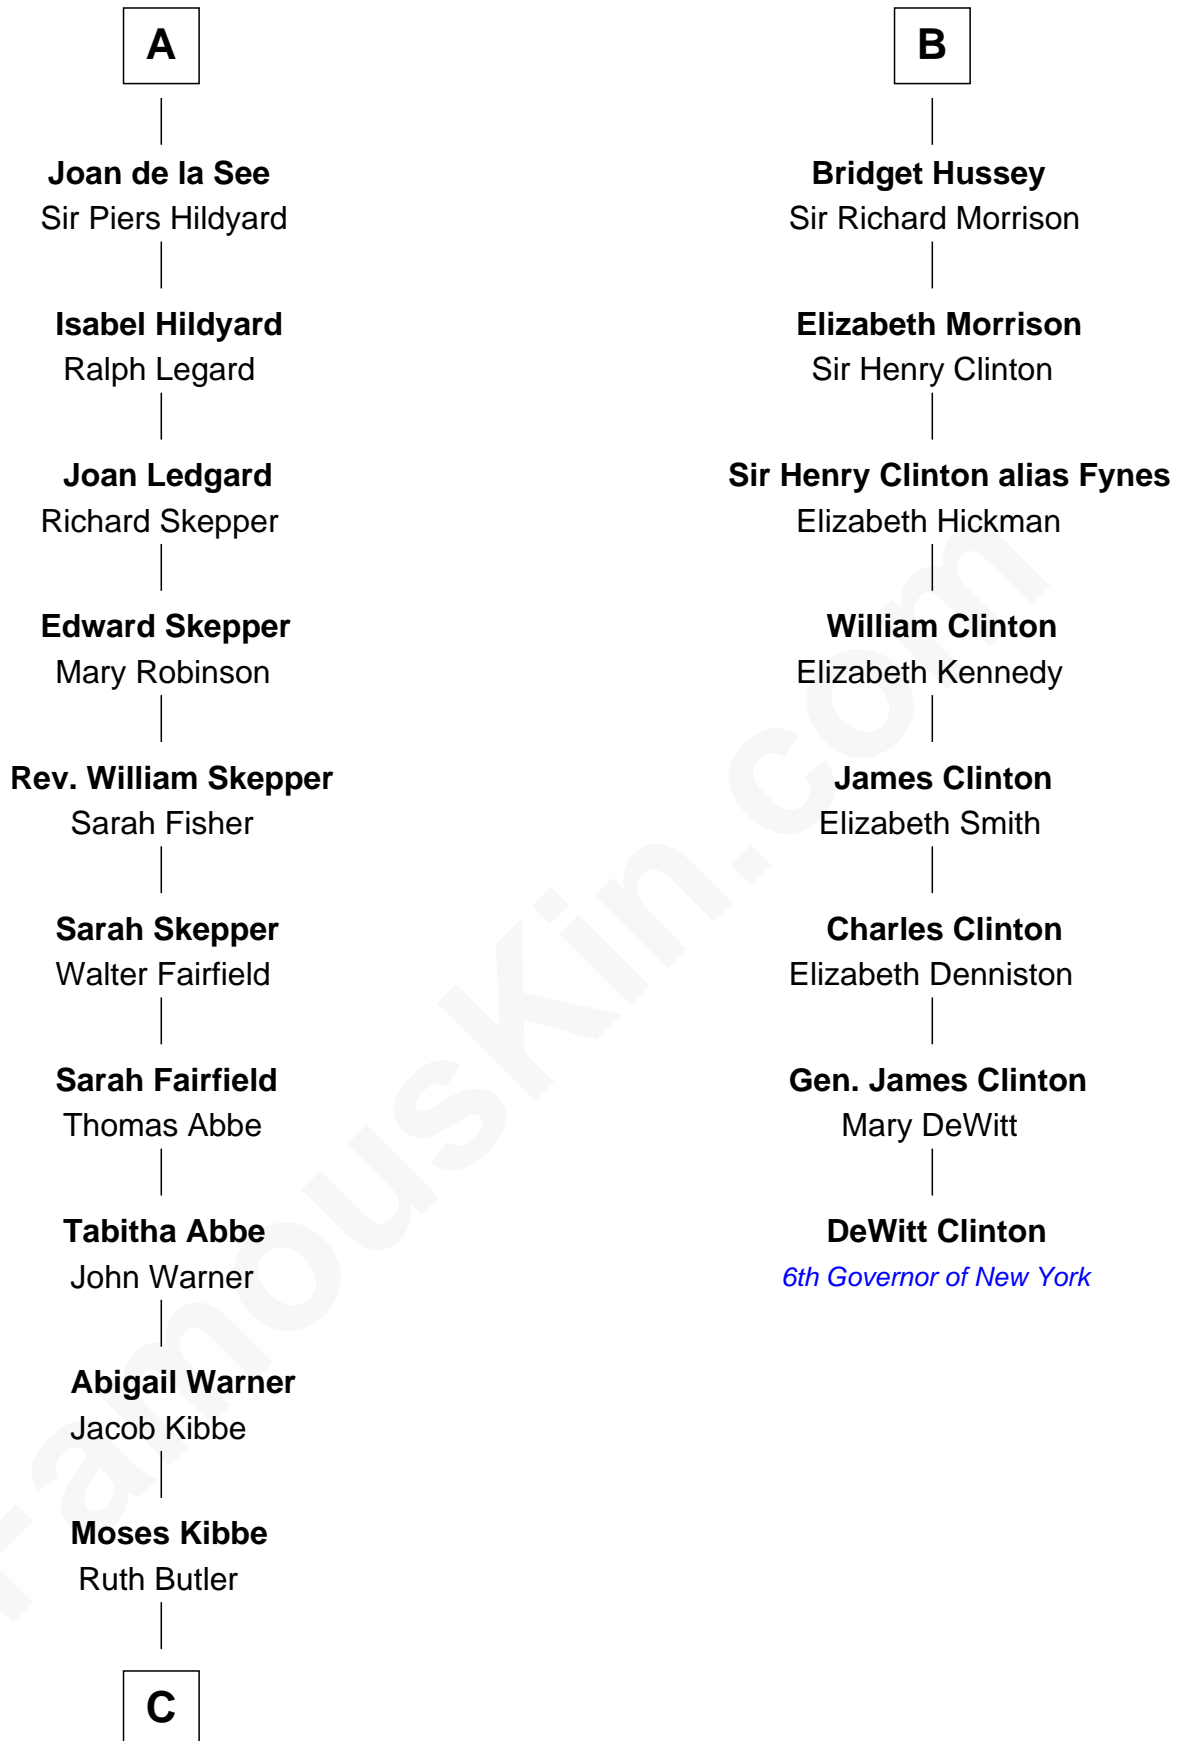 A
Joan de la See
Sir Piers Hildyard
Isabel Hildyard
Ralph Legard
Joan Ledgard
Richard Skepper
Edward Skepper
Mary Robinson
Rev. William Skepper
Sarah Fisher
Sarah Skepper
Walter Fairfield
Sarah Fairfield
Thomas Abbe
Tabitha Abbe
John Warner
Abigail Warner
Jacob Kibbe
Moses Kibbe
Ruth Butler
C
B
Bridget Hussey
Sir Richard Morrison
Elizabeth Morrison
Sir Henry Clinton
Sir Henry Clinton alias Fynes
Elizabeth Hickman
William Clinton
Elizabeth Kennedy
James Clinton
Elizabeth Smith
Charles Clinton
Elizabeth Denniston
Gen. James Clinton
Mary DeWitt
DeWitt Clinton
6th Governor of New York
FamousKin.com